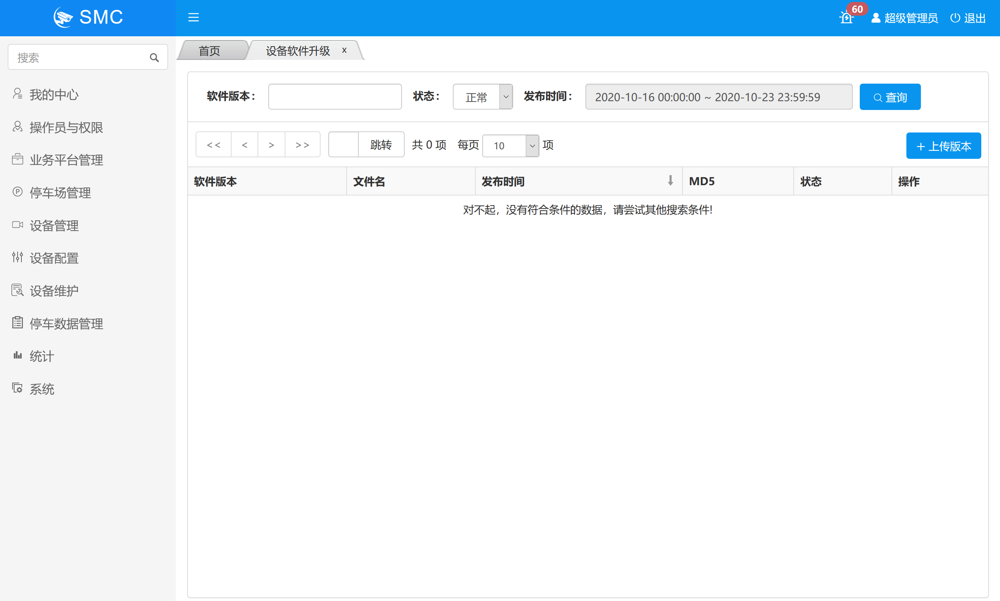 SMC
60
超级管理员
退出
搜索
首页
设备软件升级 x
我的中心
操作员与权限
业务平台管理
停车场管理
设备管理
设备配置
设备维护
停车数据管理
统计
系统
软件版本：
状态： 正常
发布时间： 2020-10-16 00:00:00 ~ 2020-10-23 23:59:59
查询
<< < > >> 跳转 共 0 项 每页 10 项
+ 上传版本
软件版本 文件名 发布时间 MD5 状态 操作
对不起，没有符合条件的数据，请尝试其他搜索条件!